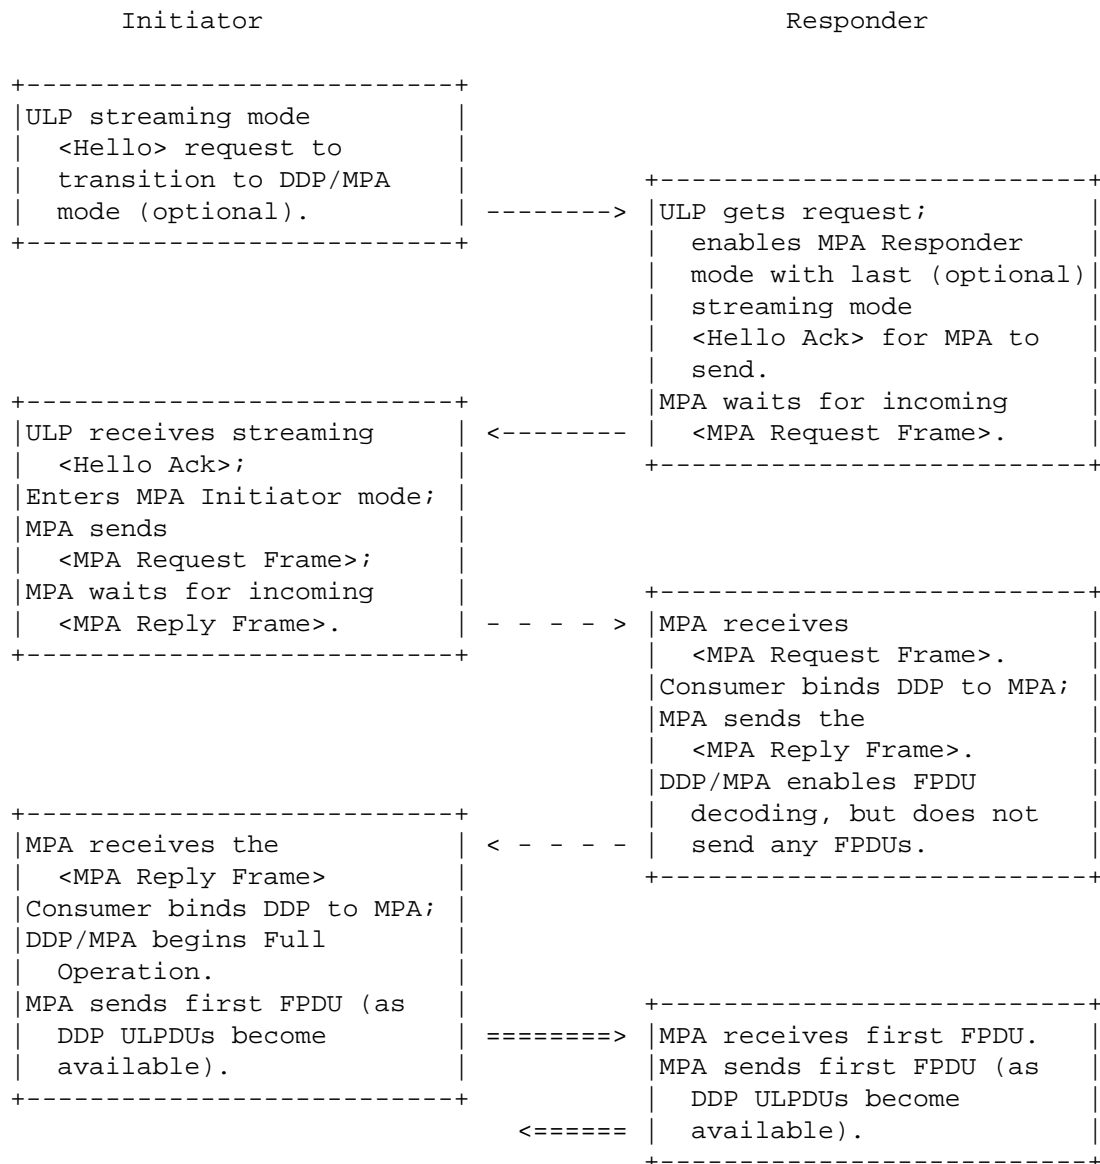 Initiator                                 Responder

+---------------------------+
|ULP streaming mode         |
|  <Hello> request to       |
|  transition to DDP/MPA    |           +---------------------------+
|  mode (optional).         | --------> |ULP gets request;          |
+---------------------------+           |  enables MPA Responder    |
                                        |  mode with last (optional)|
                                        |  streaming mode           |
                                        |  <Hello Ack> for MPA to   |
                                        |  send.                    |
+---------------------------+           |MPA waits for incoming     |
|ULP receives streaming     | <-------- |  <MPA Request Frame>.     |
|  <Hello Ack>;             |           +---------------------------+
|Enters MPA Initiator mode; |
|MPA sends                  |
|  <MPA Request Frame>;     |
|MPA waits for incoming     |           +---------------------------+
|  <MPA Reply Frame>.       | - - - - > |MPA receives               |
+---------------------------+           |  <MPA Request Frame>.     |
                                        |Consumer binds DDP to MPA; |
                                        |MPA sends the              |
                                        |  <MPA Reply Frame>.       |
                                        |DDP/MPA enables FPDU       |
+---------------------------+           |  decoding, but does not   |
|MPA receives the           | < - - - - |  send any FPDUs.          |
|  <MPA Reply Frame>        |           +---------------------------+
|Consumer binds DDP to MPA; |
|DDP/MPA begins Full        |
|  Operation.               |
|MPA sends first FPDU (as   |           +---------------------------+
|  DDP ULPDUs become        | ========> |MPA receives first FPDU.   |
|  available).              |           |MPA sends first FPDU (as   |
+---------------------------+           |  DDP ULPDUs become        |
                                <====== |  available).              |
                                        +---------------------------+